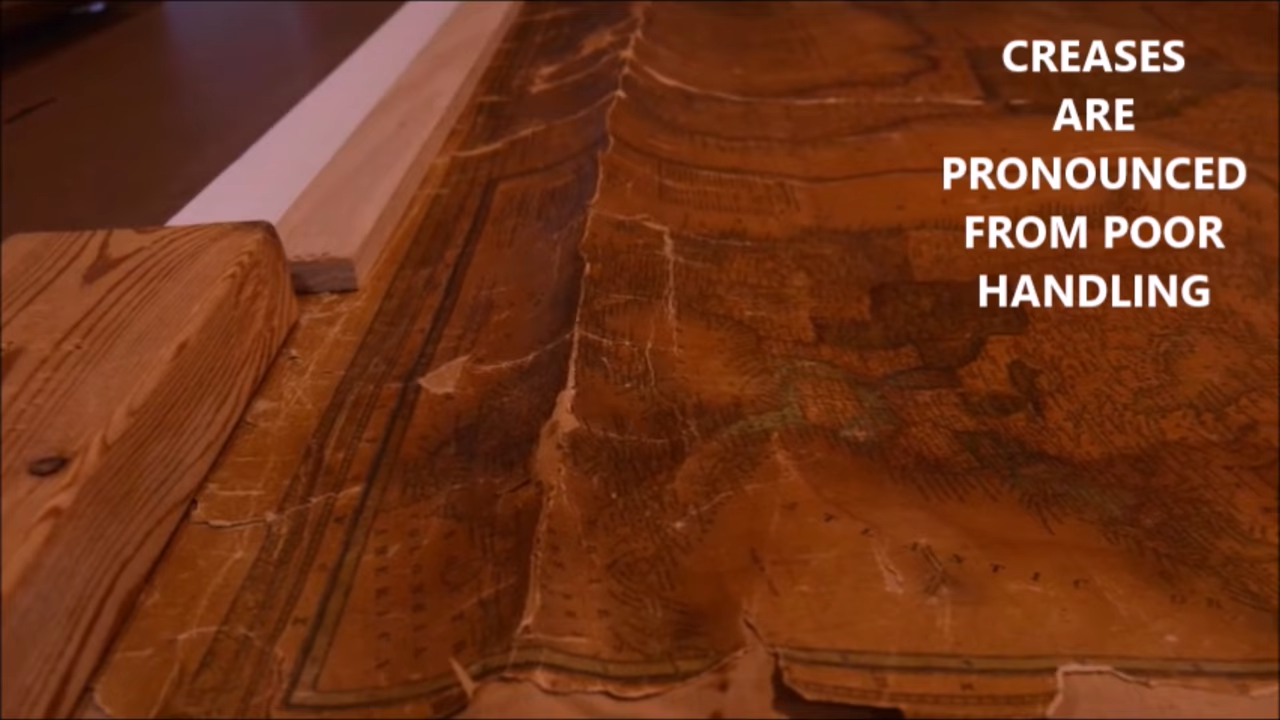 CREASES
ARE
PRONOUNCED
FROM POOR
HANDLING